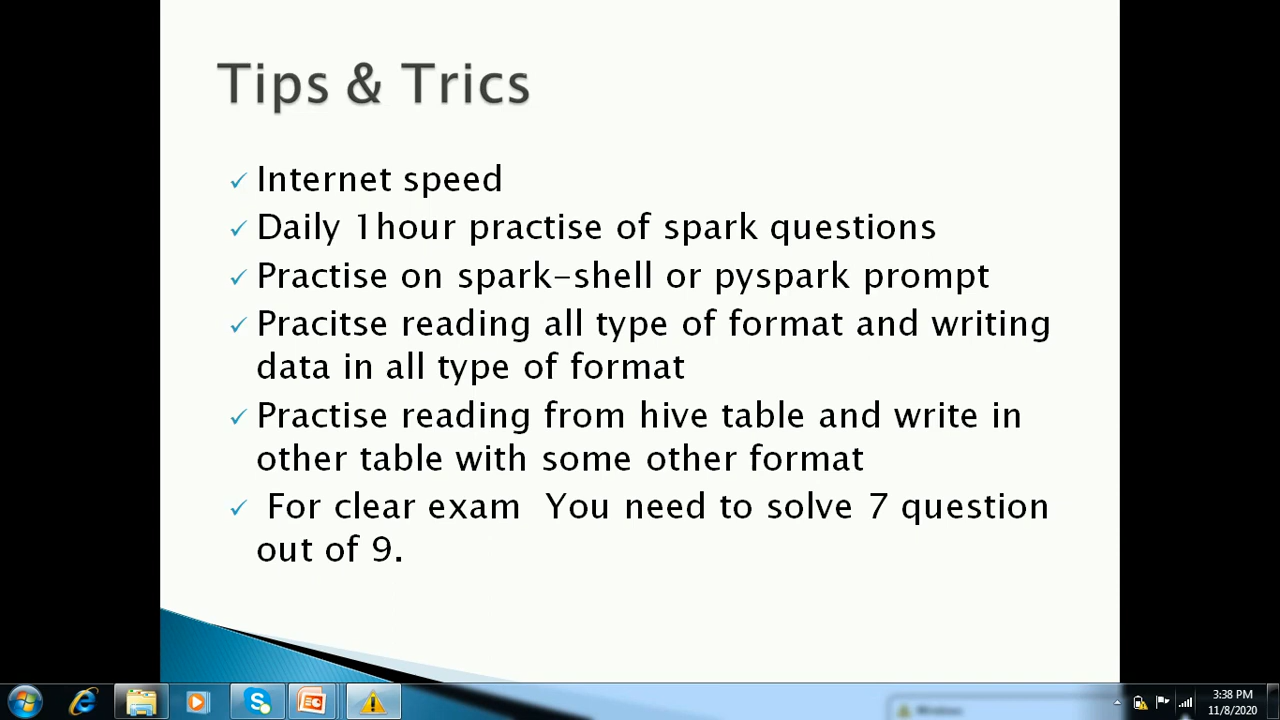 Tips & Trics
Internet speed
Daily 1hour practise of spark questions
Practise on spark-shell or pyspark prompt
Pracitse reading all type of format and writing
data in all type of format
Practise reading from hive table and write in
other table with some other format
For clear exam  You need to solve 7 question
out of 9.
3:38 PM
11/8/2020